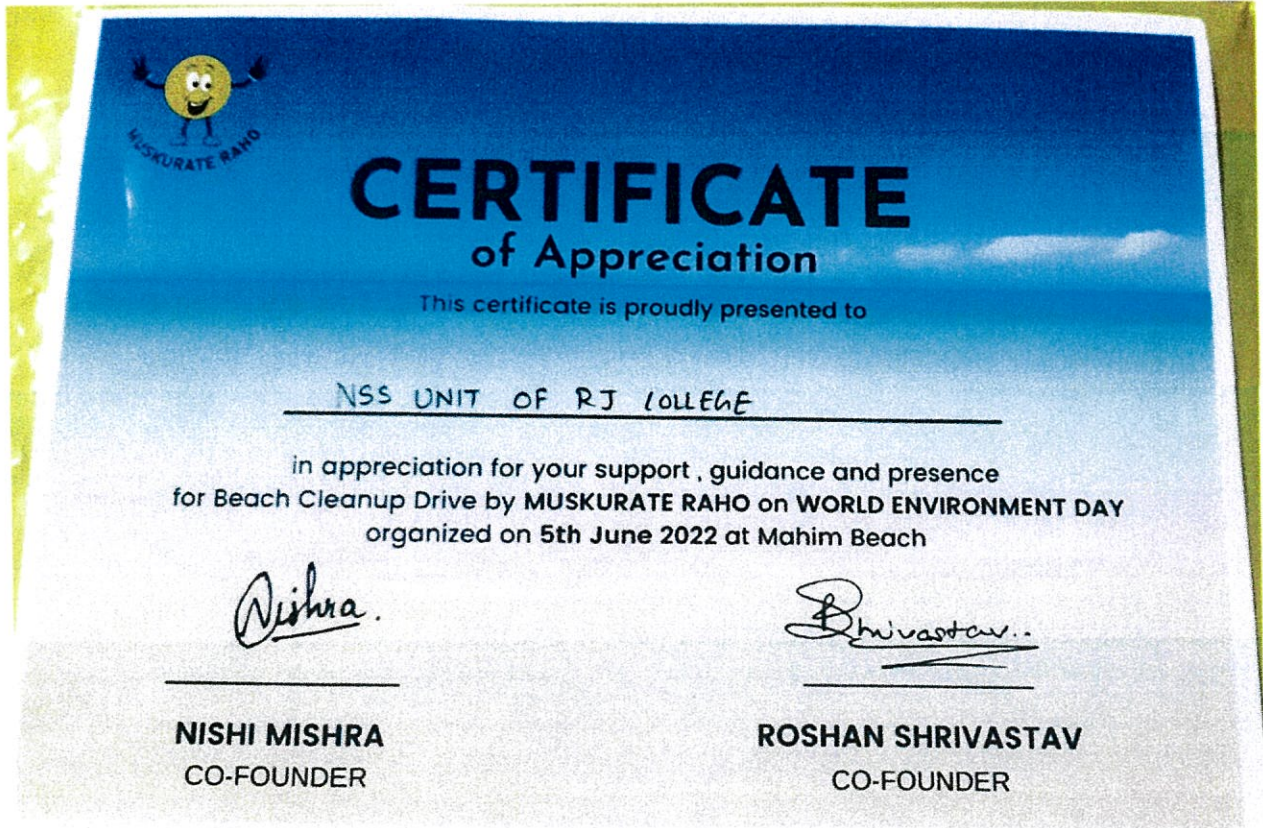 MUSKURATE RAHO
CERTIFICATE
of Appreciation
This certificate is proudly presented to
NSS UNIT OF RJ COLLEGE
in appreciation for your support , guidance and presence
for Beach Cleanup Drive by MUSKURATE RAHO on WORLD ENVIRONMENT DAY
organized on 5th June 2022 at Mahim Beach
Nishra.
Shrivastav..
NISHI MISHRA
ROSHAN SHRIVASTAV
CO-FOUNDER
CO-FOUNDER